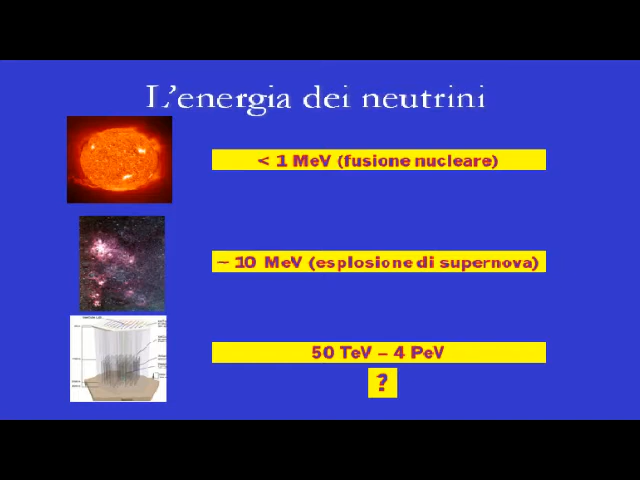 L'energia dei neutrini
< 1 MeV (fusione nucleare)
~ 10 MeV (esplosione di supernova)
50 TeV – 4 PeV
?